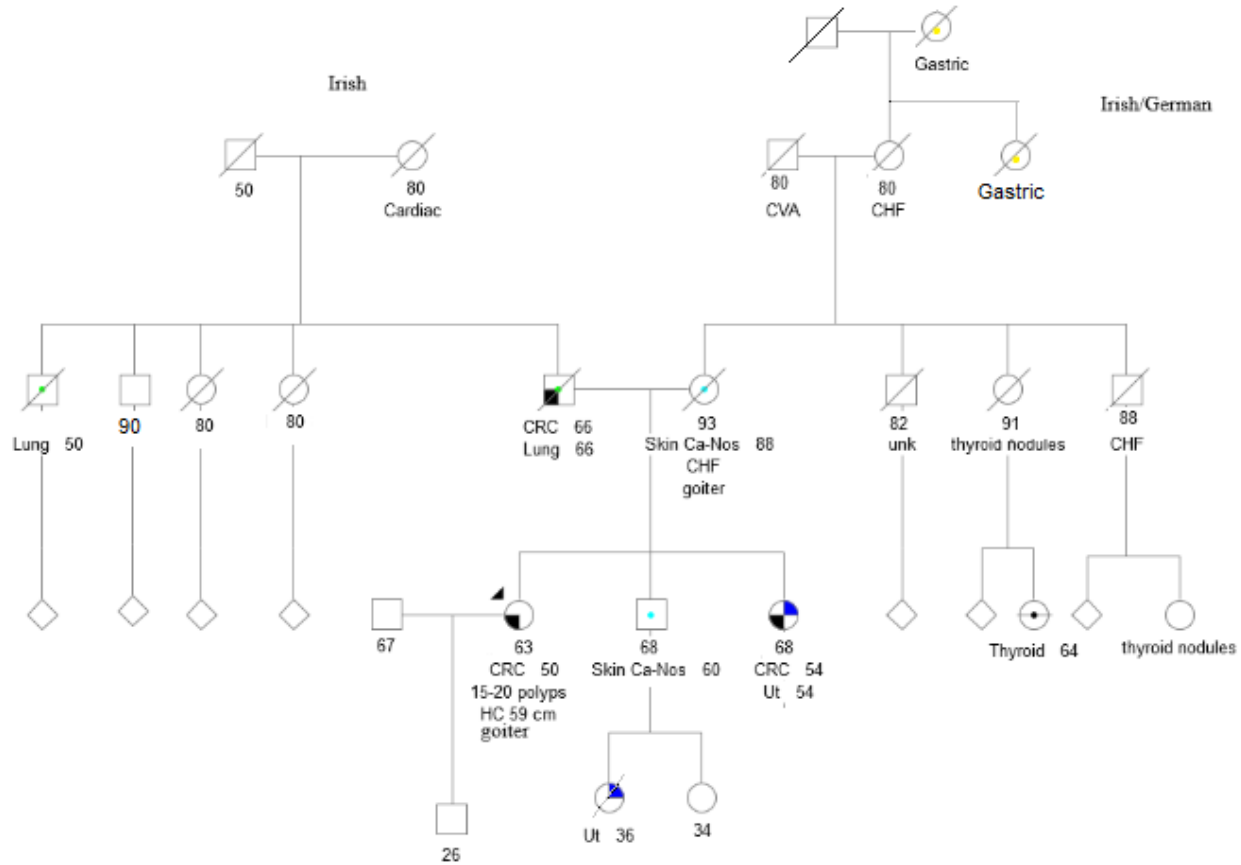 Gastric
Irish
Irish/German
50
80
Cardiac
80
CVA
80
CHF
Gastric
Lung 50
90
80
80
CRC 66
Lung 66
93
Skin Ca-Nos 88
CHF
goiter
82
unk
91
thyroid nodules
88
CHF
67
63
CRC 50
15-20 polyps
HC 59 cm
goiter
68
Skin Ca-Nos 60
68
CRC 54
Ut 54
Thyroid 64
thyroid nodules
26
Ut 36
34